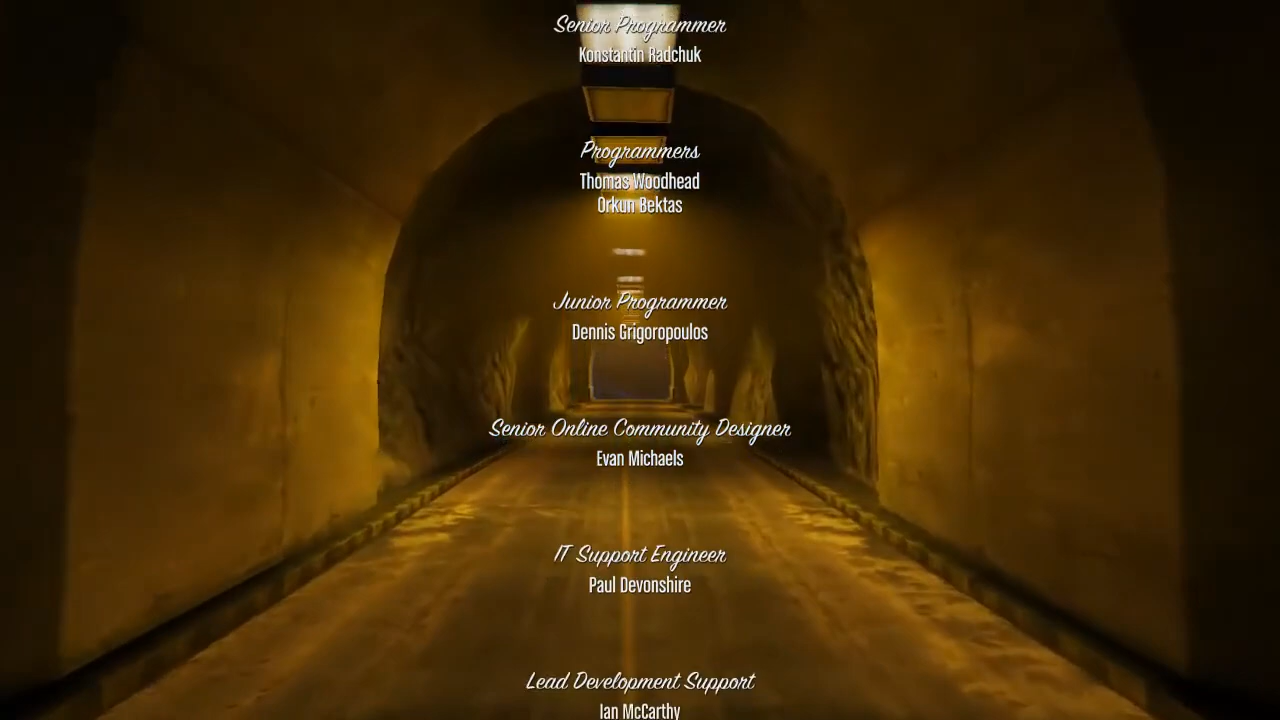 Senior Programmer
Konstantin Radchuk
Programmers
Thomas Woodhead
Orkun Bektas
Junior Programmer
Dennis Grigoropoulos
Senior Online Community Designer
Evan Michaels
IT Support Engineer
Paul Devonshire
Lead Development Support
Ian McCarthy